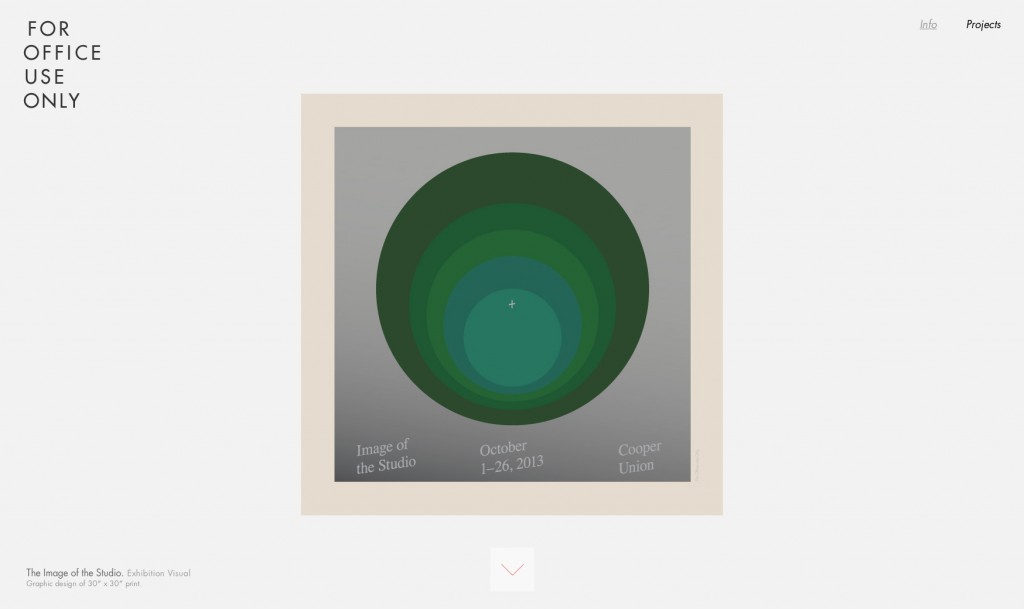 FOR
OFFICE
USE
ONLY
Info
Projects
Image of
the Studio
October
1–26, 2013
Cooper
Union
The Image of the Studio. Exhibition Visual
Graphic design of 30" x 30" print.